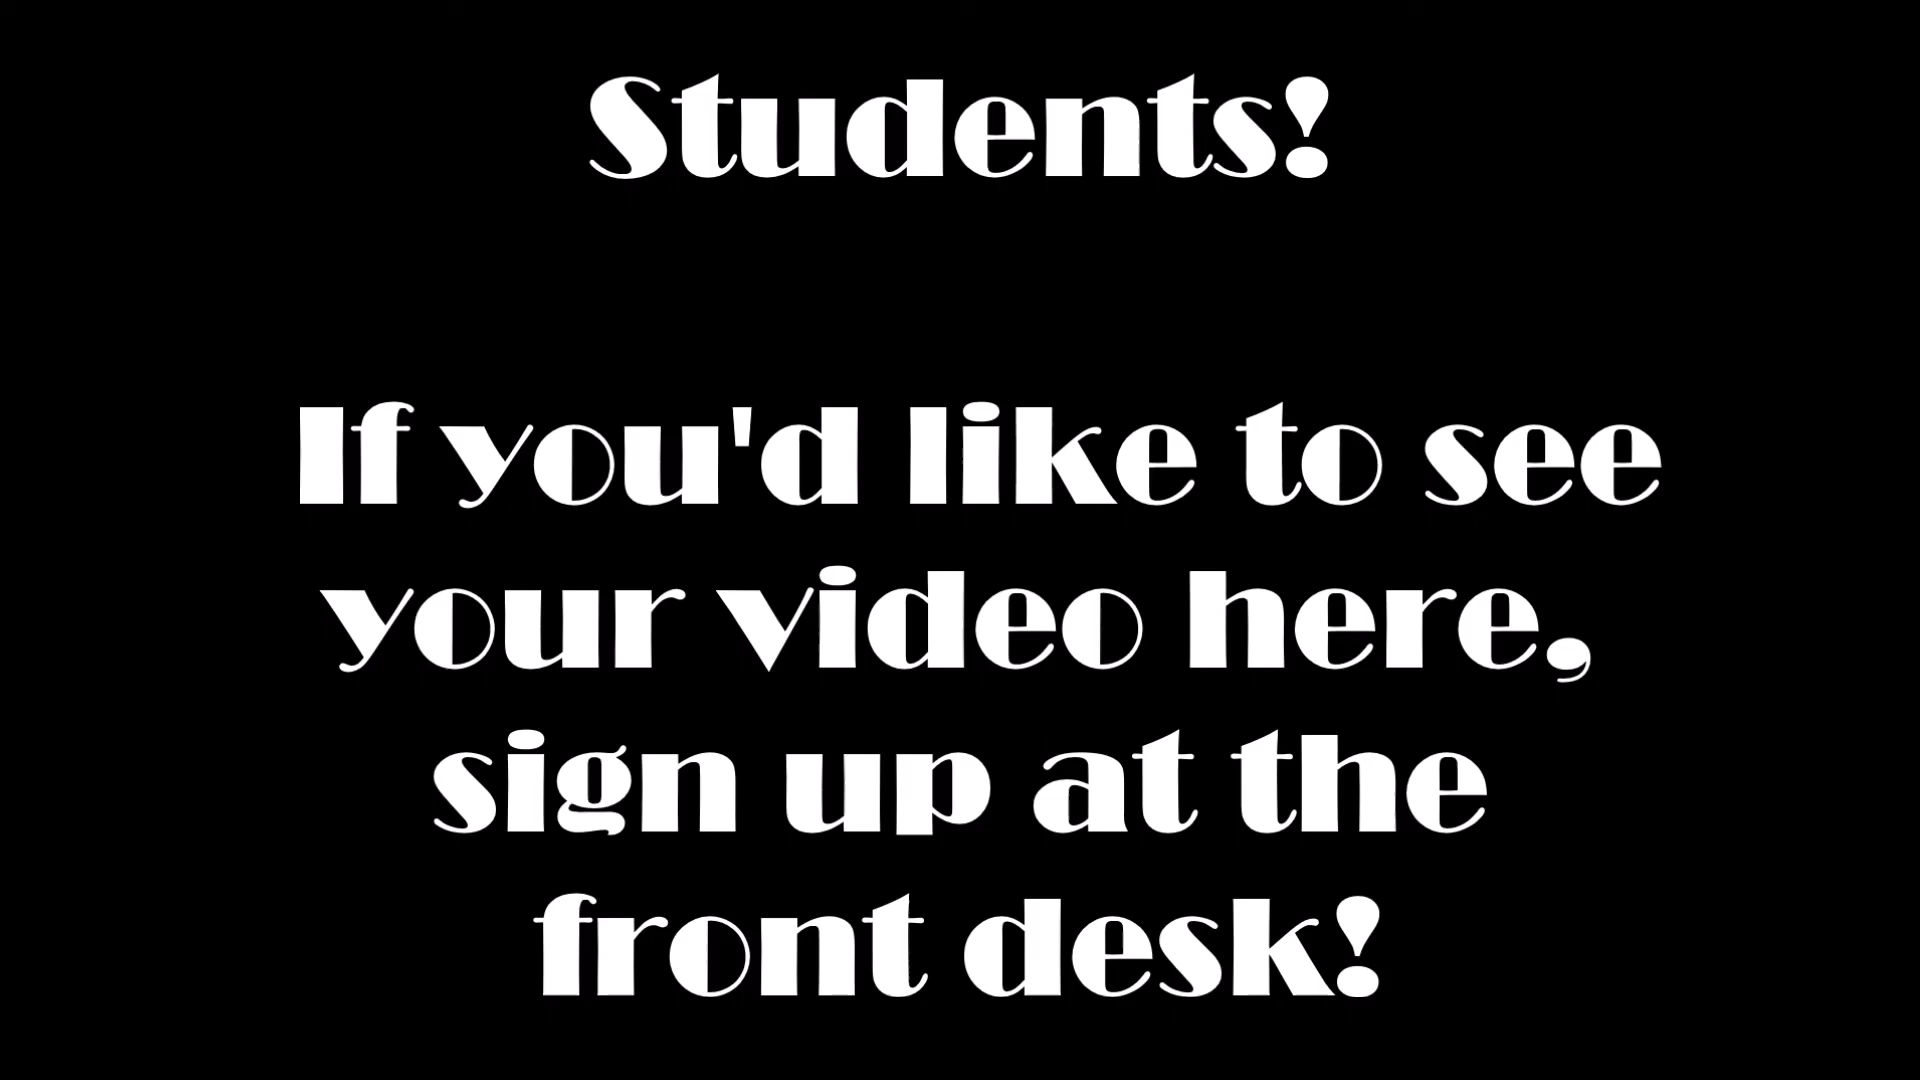 Students!
If you'd like to see
your video here,
sign up at the
front desk!